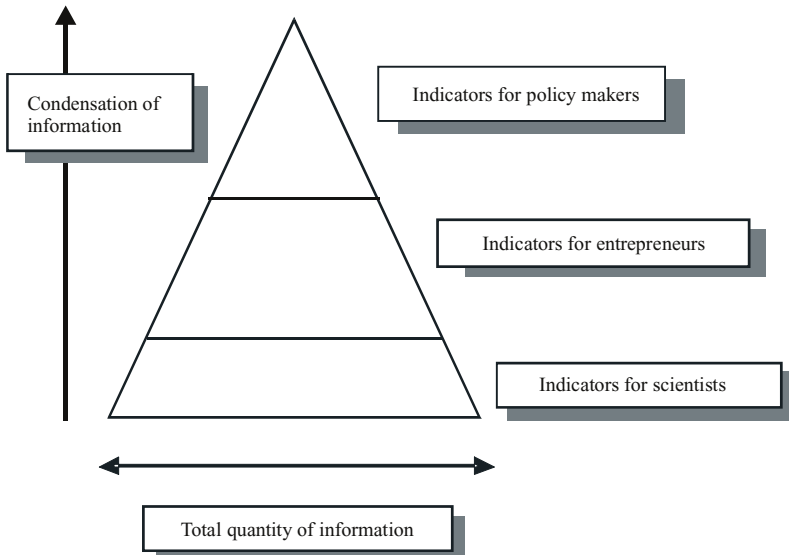 Condensation of
information
Indicators for policy makers
Indicators for entrepreneurs
Indicators for scientists
Total quantity of information